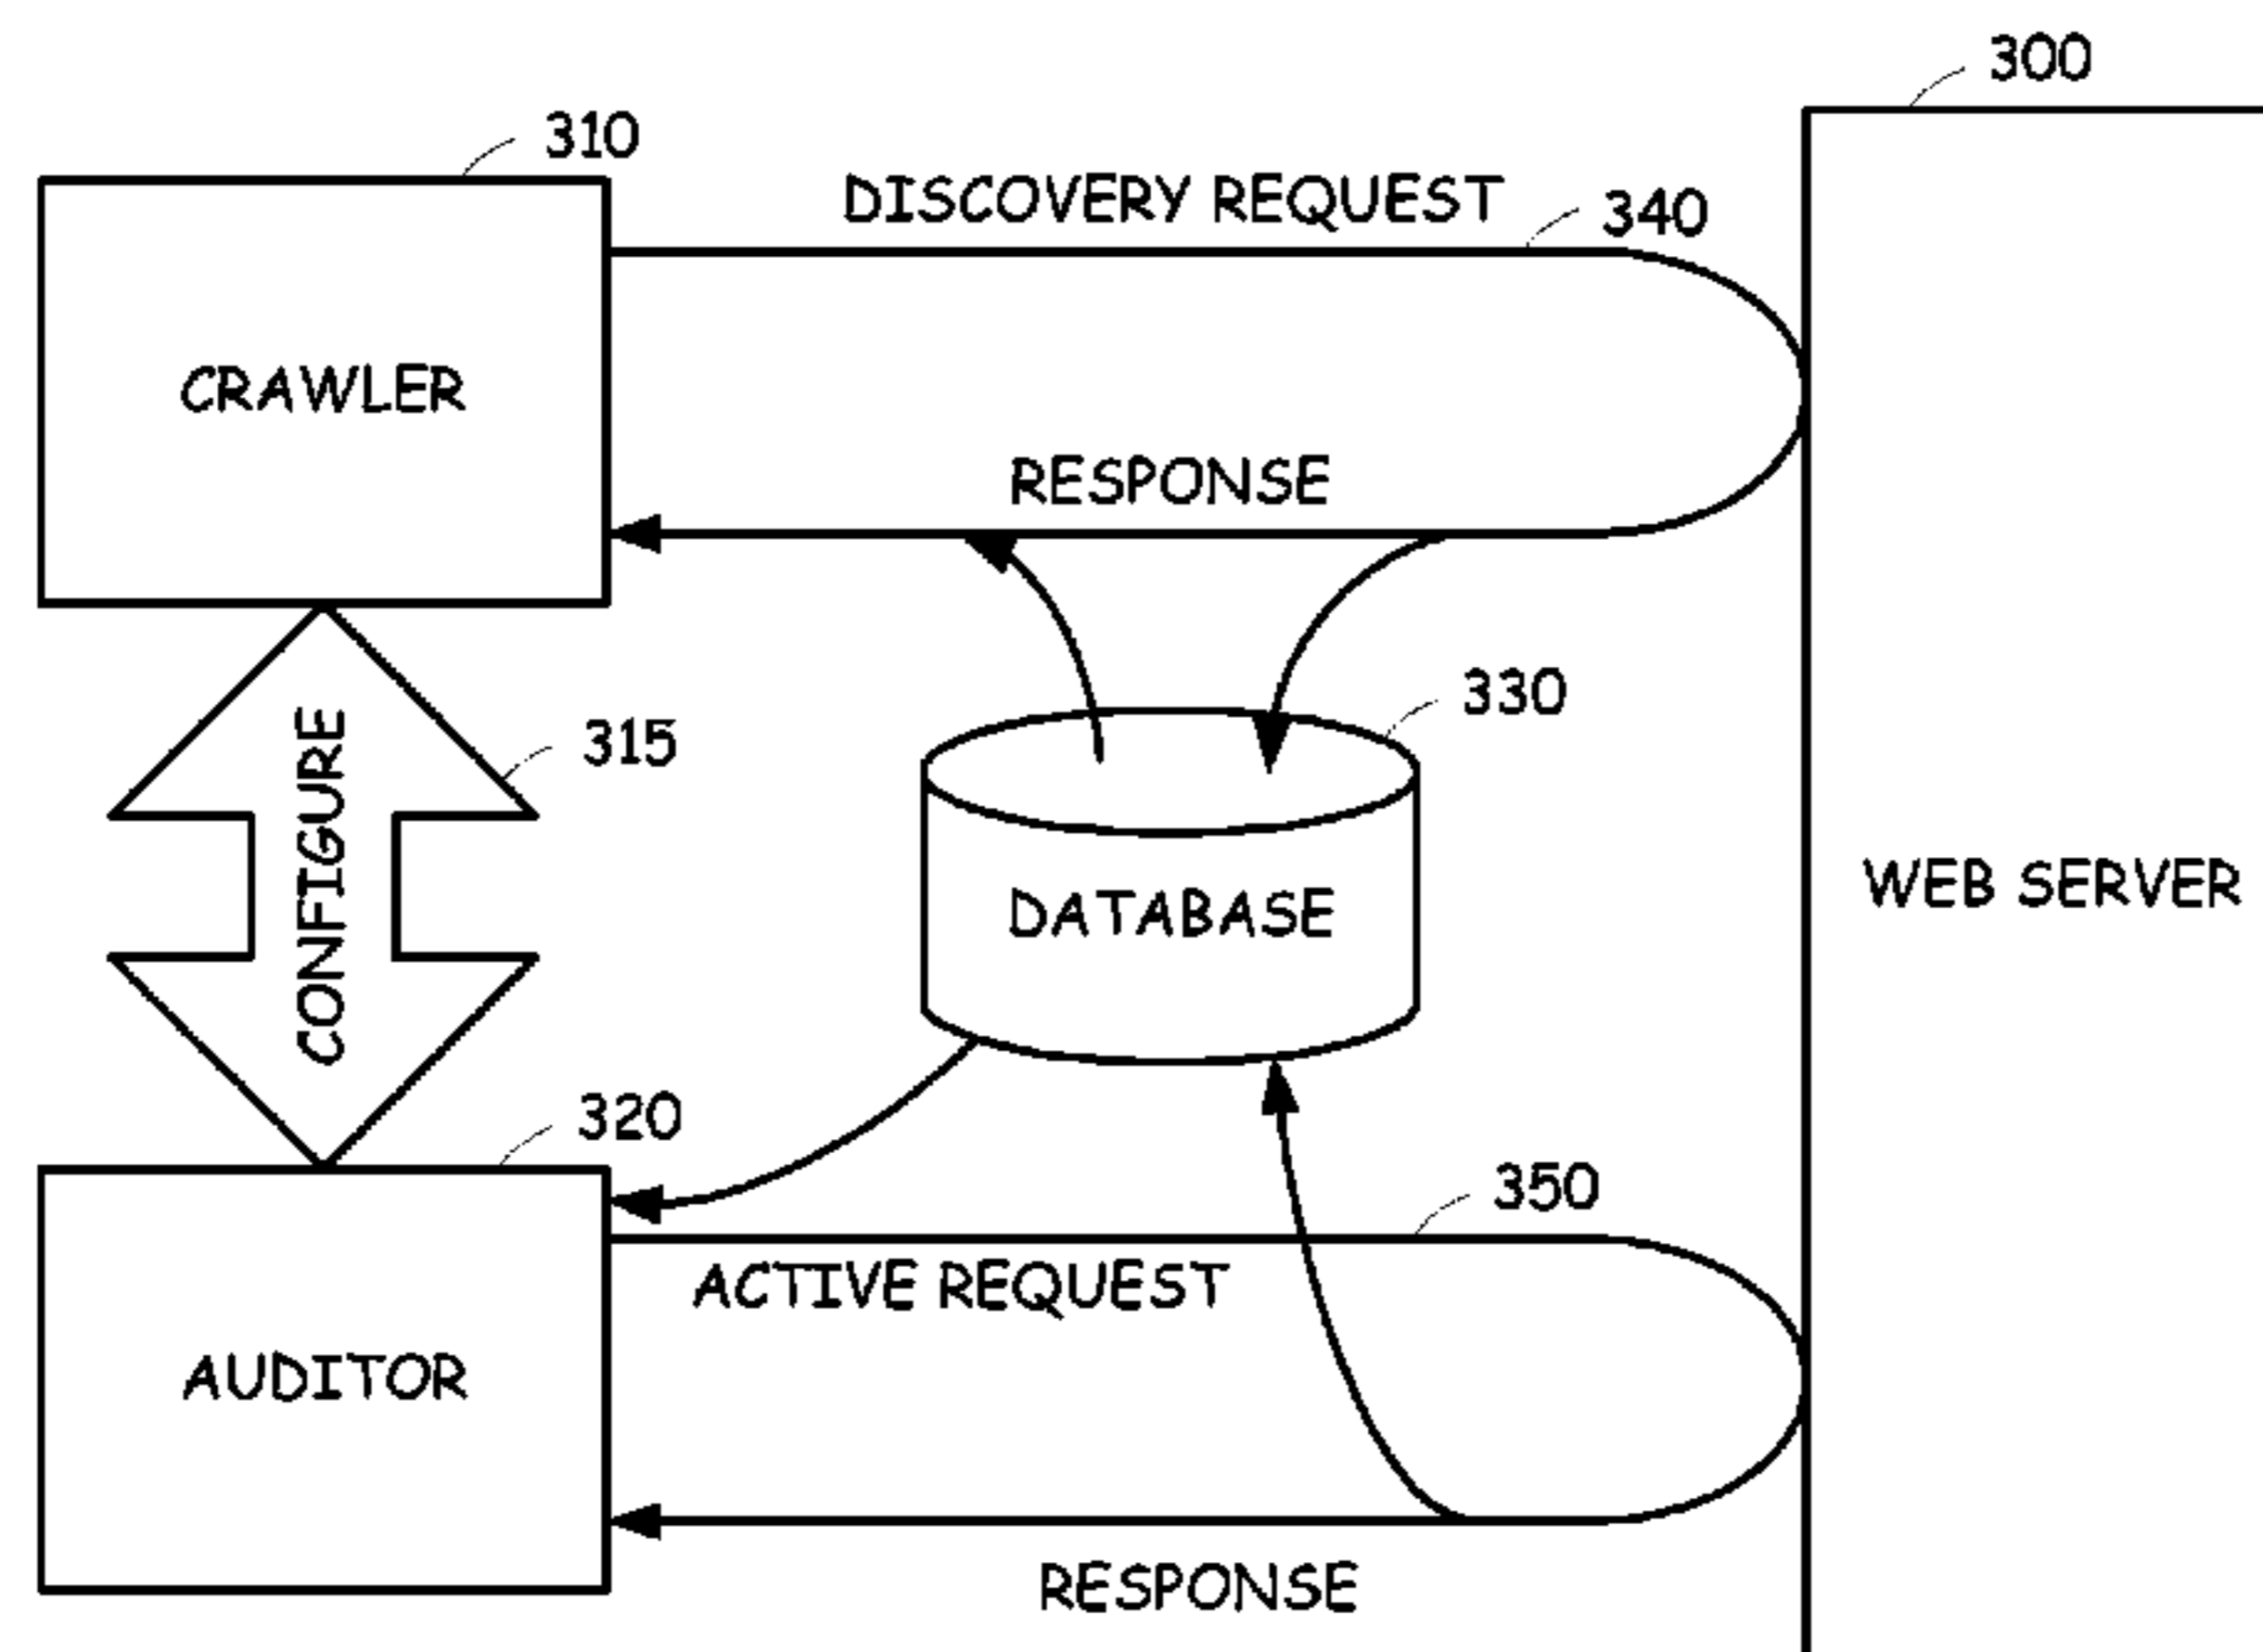 300
310
DISCOVERY REQUEST
340
CRAWLER
RESPONSE
330
315
CONFIGURE
DATABASE
WEB SERVER
320
350
ACTIVE REQUEST
AUDITOR
RESPONSE